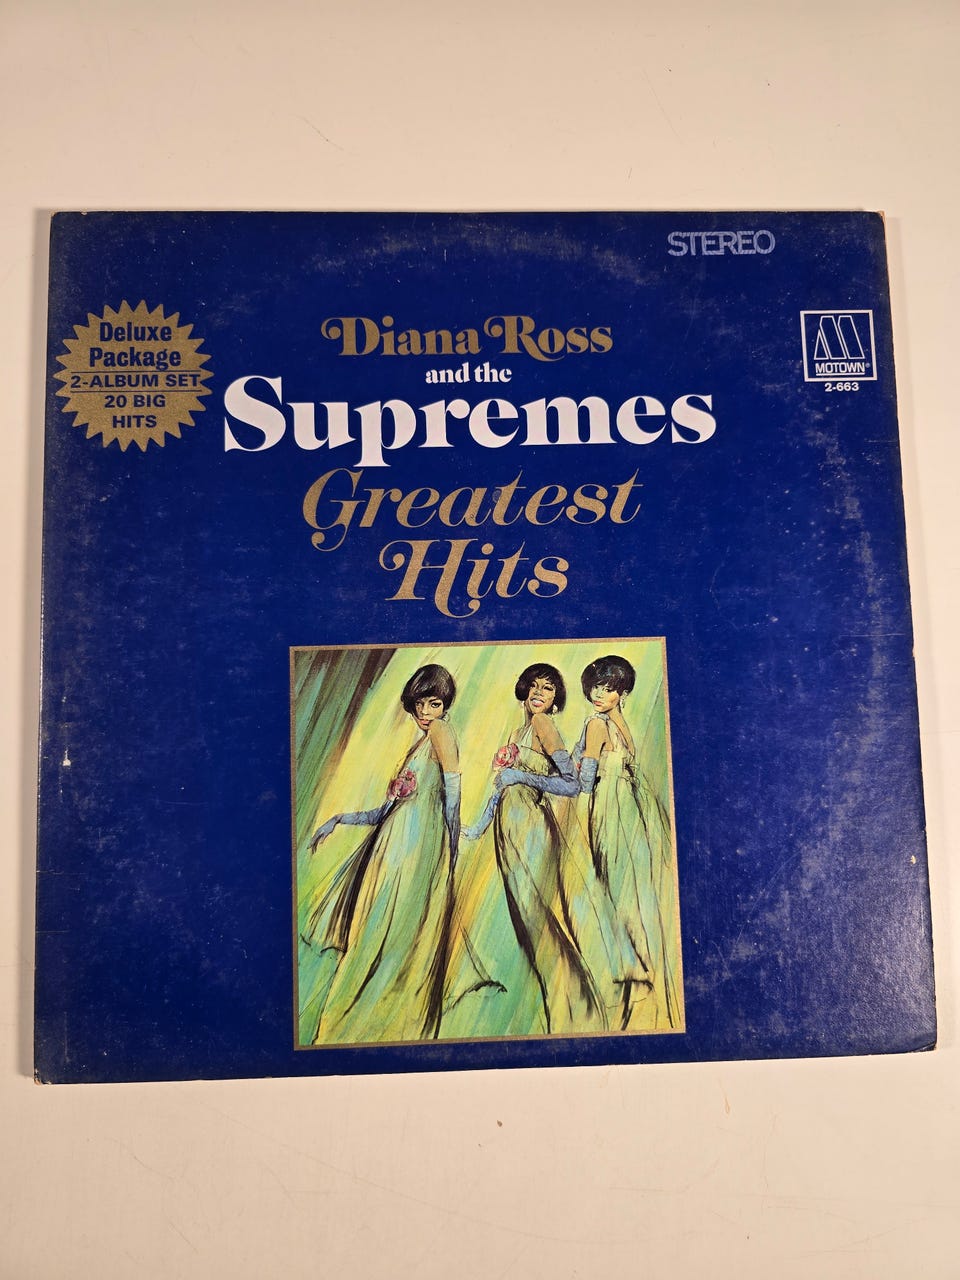 STEREO
Deluxe
Package
2-ALBUM SET
20 BIG
HITS
Diana Ross
and the
Supremes
Greatest
Hits
MOTOWN®
2-663